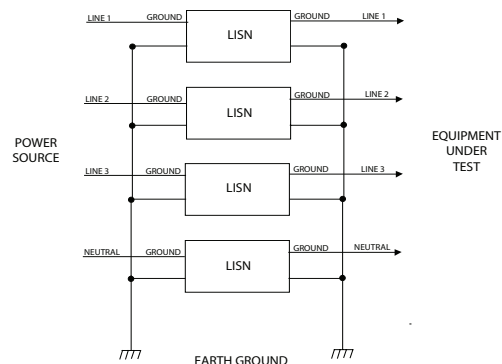 LINE 1 GROUND LISN GROUND LINE 1
LINE 2 GROUND LISN GROUND LINE 2
POWER
SOURCE
EQUIPMENT
UNDER
TEST
LINE 3 GROUND LISN GROUND LINE 3
NEUTRAL GROUND LISN GROUND NEUTRAL
EARTH GROUND